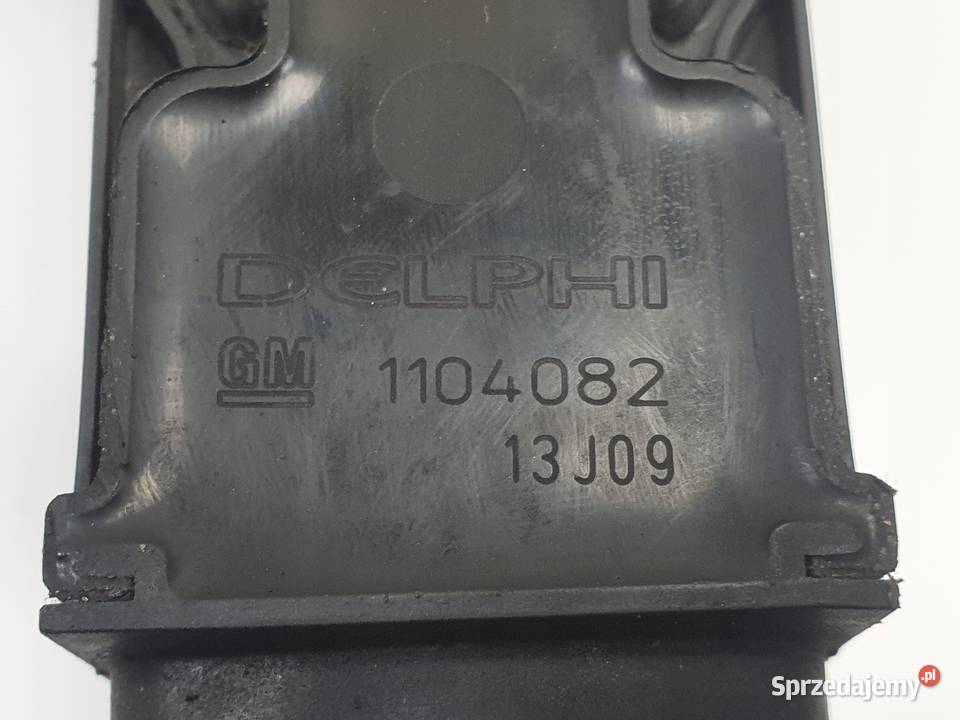 DELPHI
GM 1104082
13J09
Sprzedajemy.pl